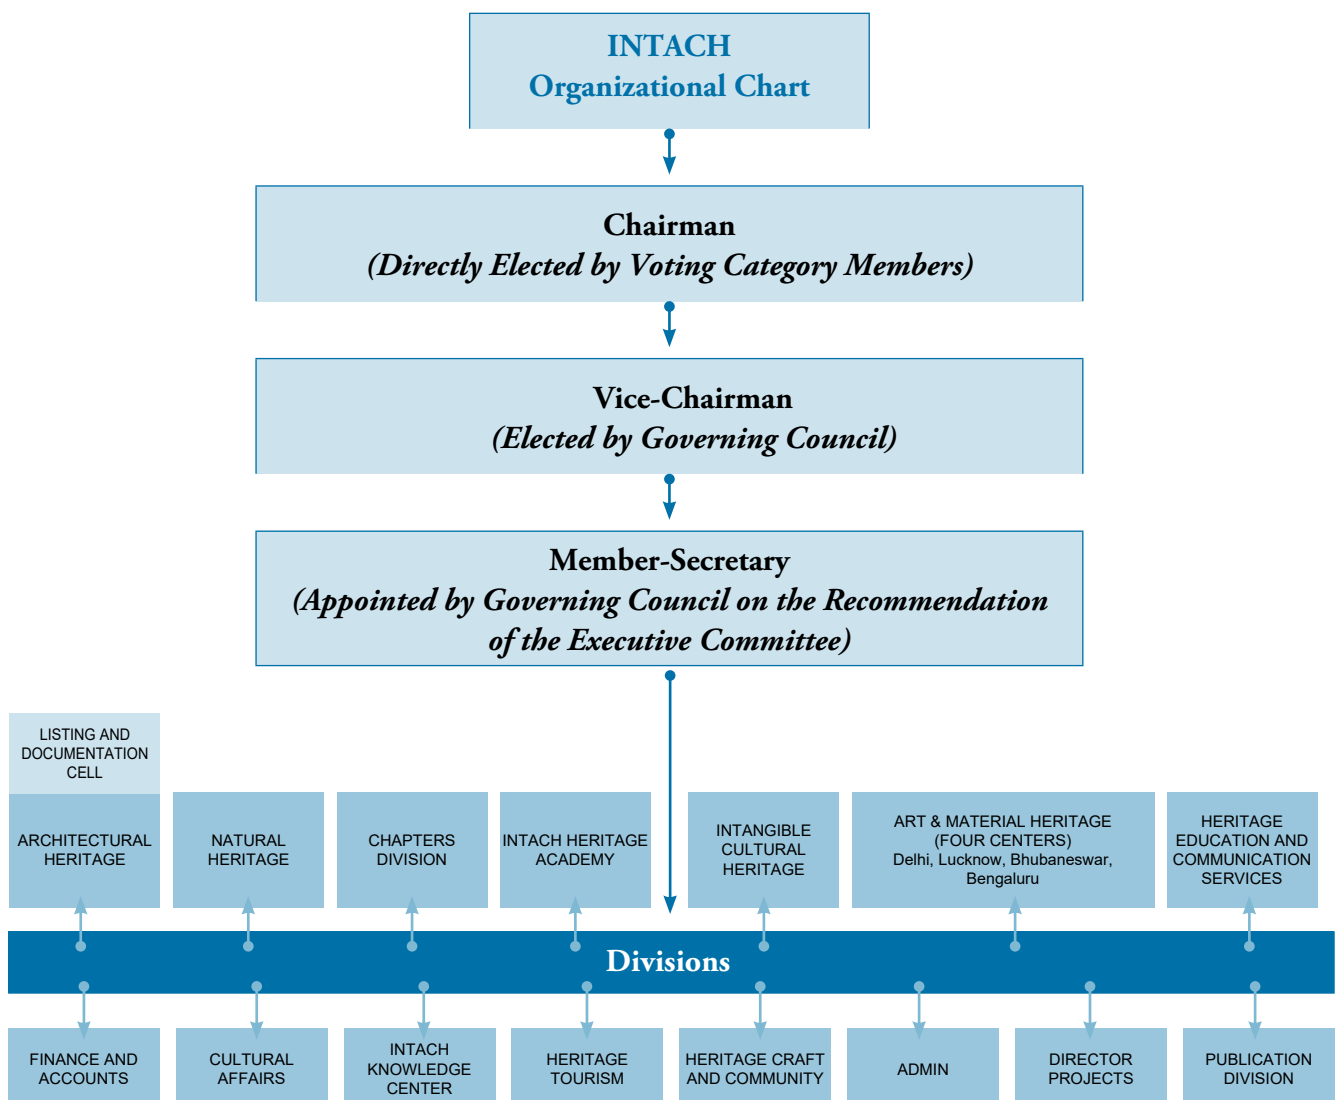 INTACH
Organizational Chart
Chairman
(Directly Elected by Voting Category Members)
Vice-Chairman
(Elected by Governing Council)
Member-Secretary
(Appointed by Governing Council on the Recommendation
of the Executive Committee)
LISTING AND
DOCUMENTATION
CELL
ARCHITECTURAL
HERITAGE
NATURAL
HERITAGE
CHAPTERS
DIVISION
INTACH HERITAGE
ACADEMY
INTANGIBLE
CULTURAL
HERITAGE
ART & MATERIAL HERITAGE
(FOUR CENTERS)
Delhi, Lucknow, Bhubaneswar,
Bengaluru
HERITAGE
EDUCATION AND
COMMUNICATION
SERVICES
Divisions
FINANCE AND
ACCOUNTS
CULTURAL
AFFAIRS
INTACH
KNOWLEDGE
CENTER
HERITAGE
TOURISM
HERITAGE CRAFT
AND COMMUNITY
ADMIN
DIRECTOR
PROJECTS
PUBLICATION
DIVISION